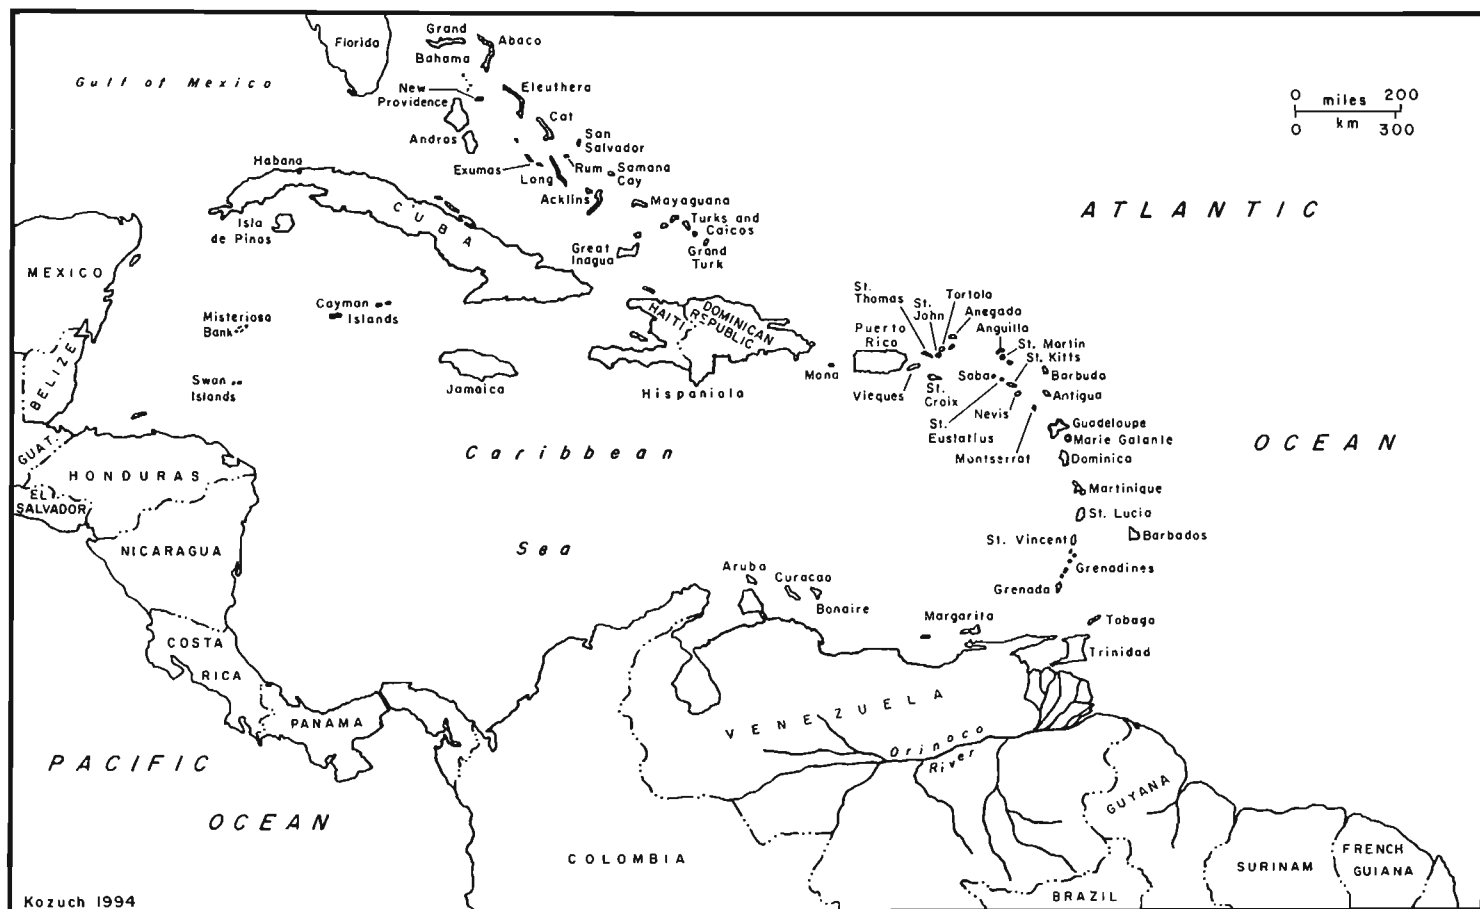 Grand
Bahama
Abaco
Florida
Gulf of Mexico
New
Providence
Eleuthera
Andros
Cat
San
Salvador
Exumas
Long
Rum
Samana
Cay
Acklins
Mayaguana
Turks and
Caicos
Grand
Turk
Great
Inagua
0 miles 200
0 km 300
Habana
CUBA
Isla
de Pinos
ATLANTIC
OCEAN
MEXICO
BELIZE
GUAT.
HONDURAS
EL
SALVADOR
NICARAGUA
COSTA
RICA
PANAMA
Misteriosa
Bank
Cayman
Islands
Swan
Islands
Jamaica
HAITI
DOMINICAN
REPUBLIC
Hispaniola
Mona
Puerto
Rico
Vieques
St.
Thomas
St.
John
Tortola
Anegada
Anguilla
St. Martin
St. Kitts
Saba
Barbuda
St.
Croix
St.
Eustatius
Nevis
Antigua
Montserrat
Guadeloupe
Marie Galante
Dominica
Martinique
St. Lucia
St. Vincent
Barbados
Grenadines
Grenada
Caribbean
Sea
Aruba
Curacao
Bonaire
Margarita
Tobago
Trinidad
VENEZUELA
Orinoco
River
PACIFIC
OCEAN
COLOMBIA
GUYANA
SURINAM
FRENCH
GUIANA
BRAZIL
Kozuch 1994